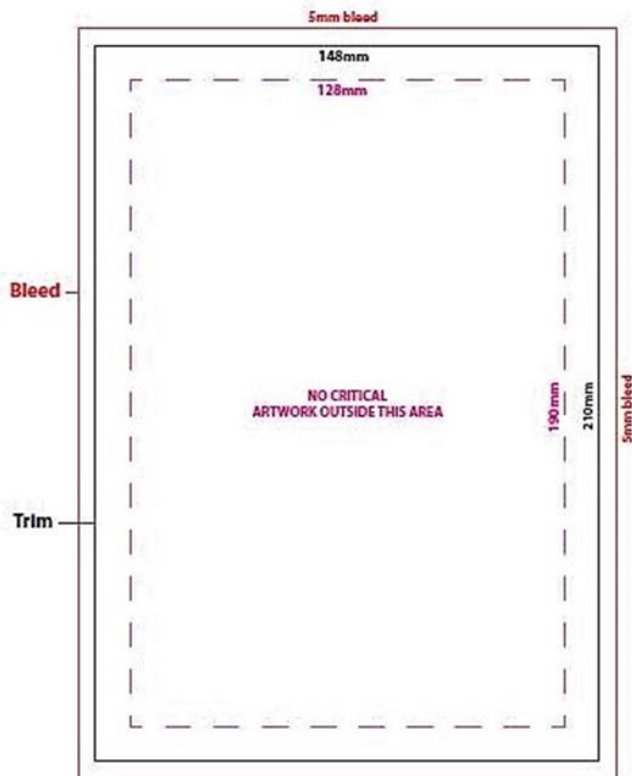 5mm bleed
148mm
128mm
Bleed
NO CRITICAL
ARTWORK OUTSIDE THIS AREA
190mm
210mm
5mm bleed
Trim